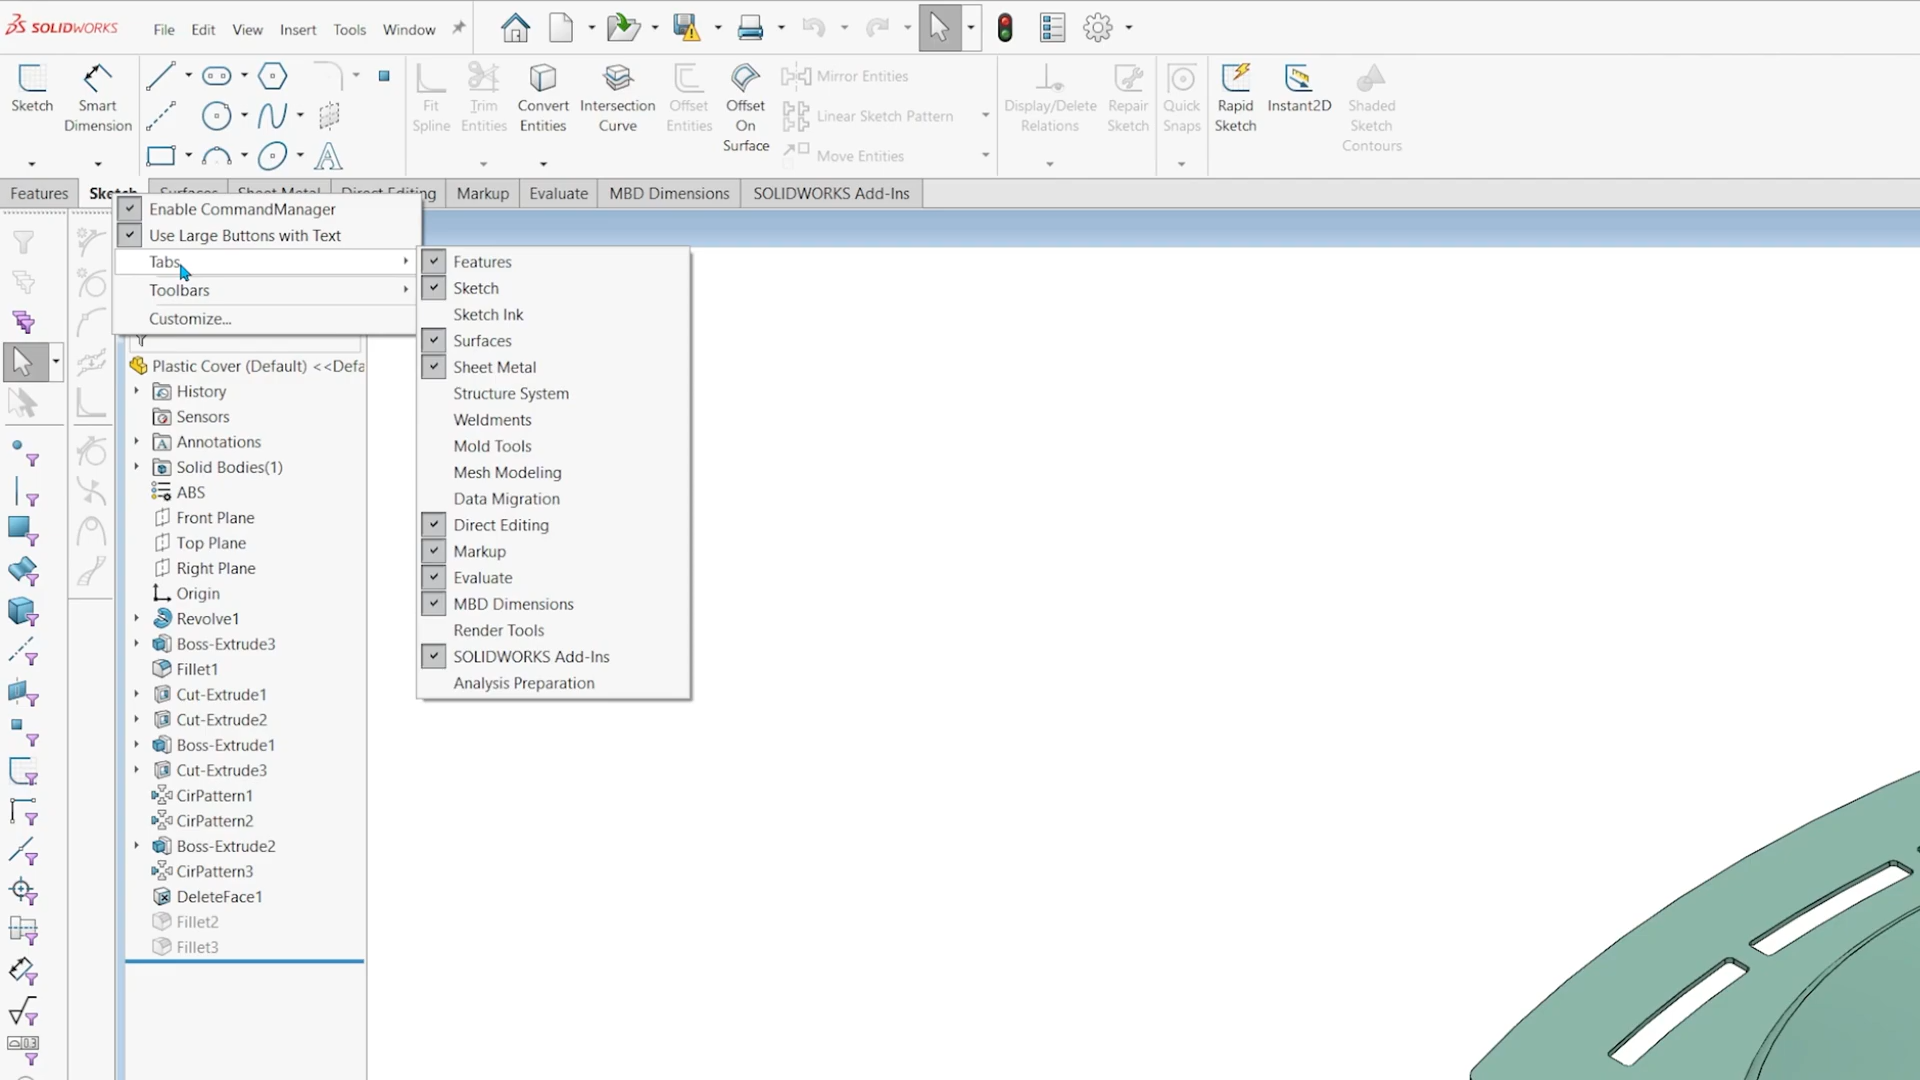 SOLIDWORKS
File Edit View Insert Tools Window
Sketch
Smart Dimension
Fit Spline
Trim Entities
Convert Entities
Intersection Curve
Offset Entities
Offset On Surface
Mirror Entities
Linear Sketch Pattern
Move Entities
Display/Delete Relations
Repair Sketch
Quick Snaps
Rapid Sketch
Instant2D
Shaded Sketch Contours
Features Sketch Surfaces Sheet Metal Direct Editing Markup Evaluate MBD Dimensions SOLIDWORKS Add-Ins
Enable CommandManager
Use Large Buttons with Text
Tabs
Toolbars
Customize...
Features
Sketch
Sketch Ink
Surfaces
Sheet Metal
Structure System
Weldments
Mold Tools
Mesh Modeling
Data Migration
Direct Editing
Markup
Evaluate
MBD Dimensions
Render Tools
SOLIDWORKS Add-Ins
Analysis Preparation
Plastic Cover (Default) <<Defa
History
Sensors
Annotations
Solid Bodies(1)
ABS
Front Plane
Top Plane
Right Plane
Origin
Revolve1
Boss-Extrude3
Fillet1
Cut-Extrude1
Cut-Extrude2
Boss-Extrude1
Cut-Extrude3
CirPattern1
CirPattern2
Boss-Extrude2
CirPattern3
DeleteFace1
Fillet2
Fillet3